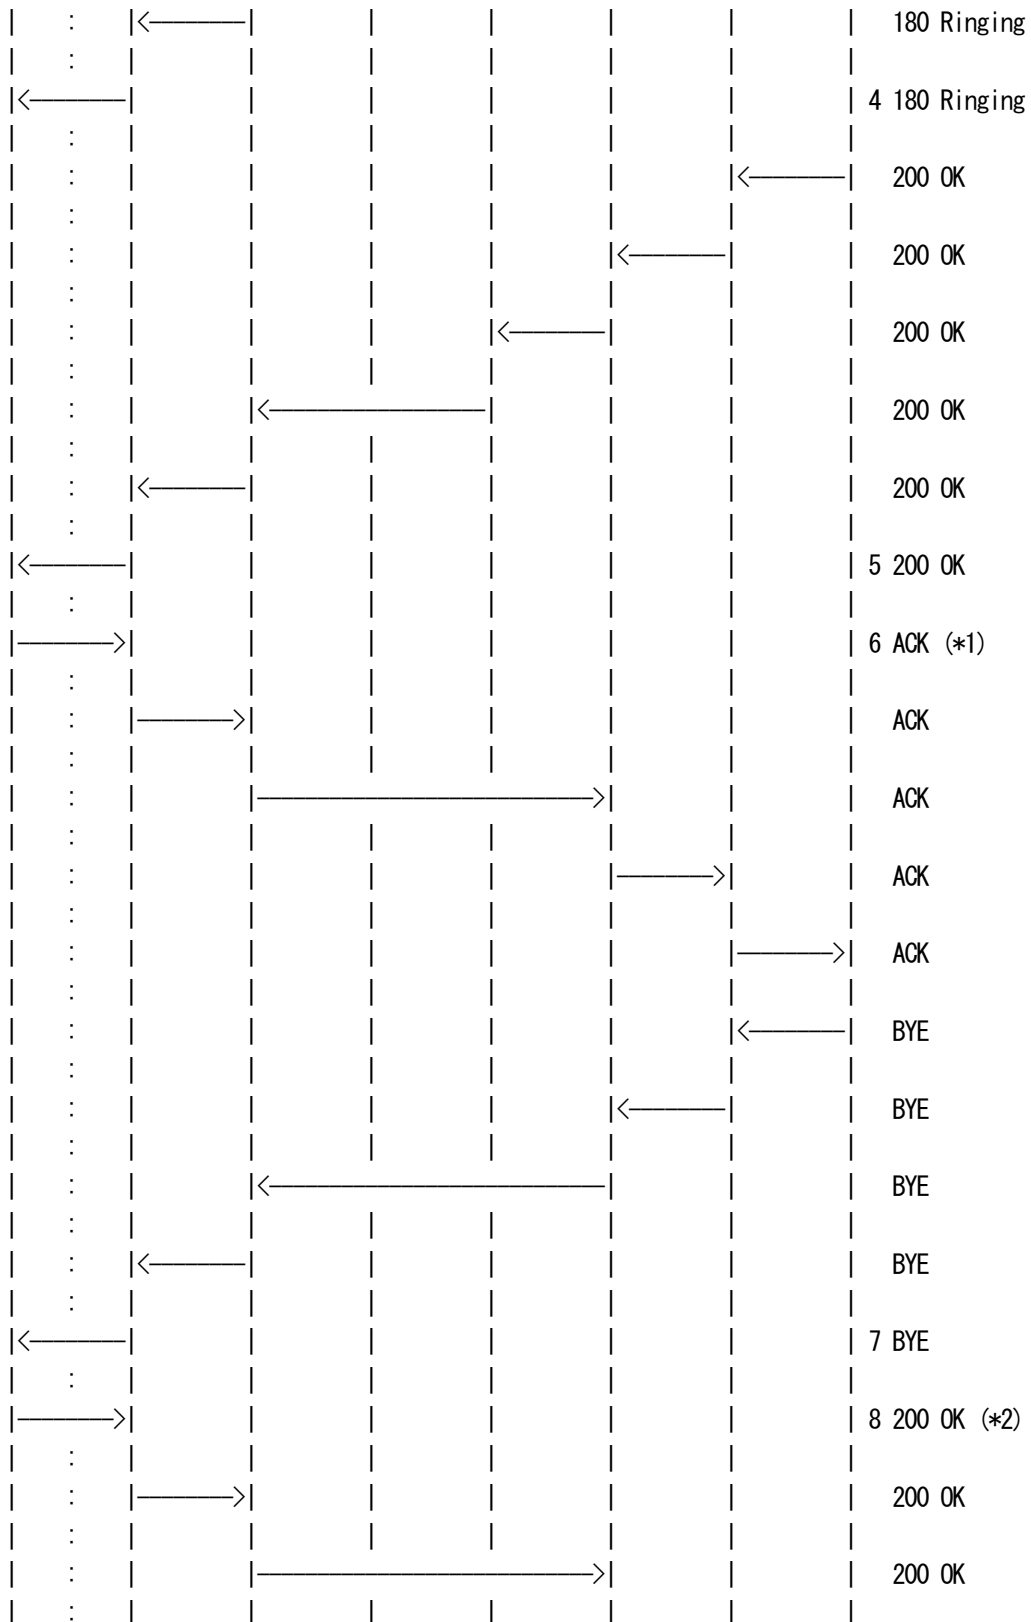 180 Ringing
4 180 Ringing
200 OK
200 OK
200 OK
200 OK
200 OK
5 200 OK
6 ACK (*1)
ACK
ACK
ACK
ACK
BYE
BYE
BYE
BYE
7 BYE
8 200 OK (*2)
200 OK
200 OK